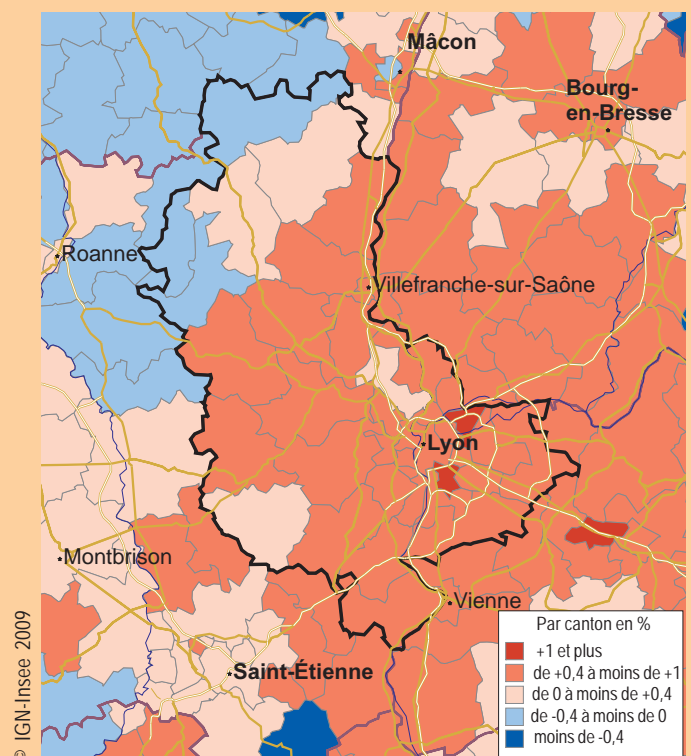 Mâcon
Bourg-
en-Bresse
Roanne
Villefranche-sur-Saône
Lyon
Montbrison
Vienne
Saint-Étienne
Par canton en %
+1 et plus
de +0,4 à moins de +1
de 0 à moins de +0,4
de -0,4 à moins de 0
moins de -0,4
© IGN-Insee 2009